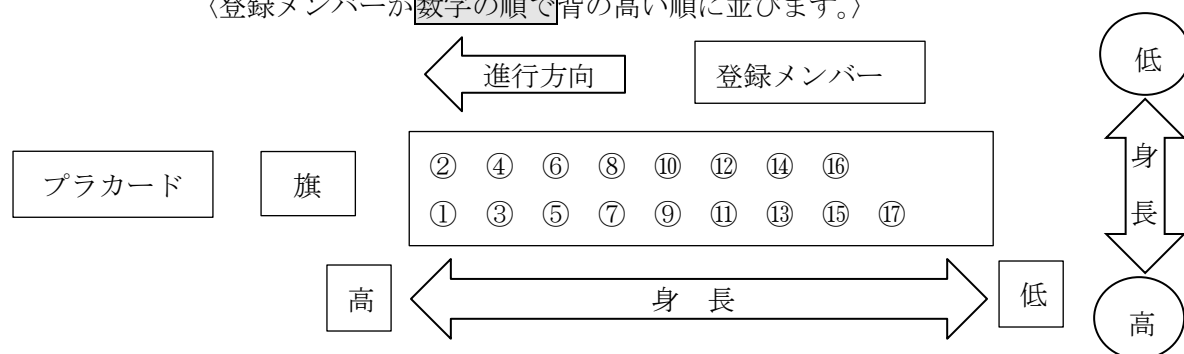 〈登録メンバーが数字の順で背の高い順に並びます。〉
進行方向 登録メンバー 低
プラカード 旗 ② ④ ⑥ ⑧ ⑩ ⑫ ⑭ ⑯
① ③ ⑤ ⑦ ⑨ ⑪ ⑬ ⑮ ⑰
身長
高 身 長 低
高